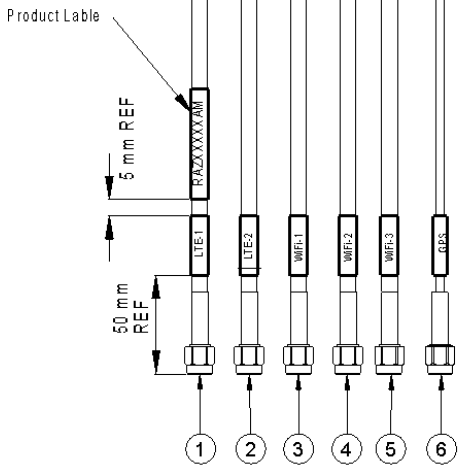 Product Lable
5 mm REF
RAZXXXXXAM
LTE-1
LTE-2
WiFi-1
WiFi-2
WiFi-3
GPS
50 mm
REF
1
2
3
4
5
6